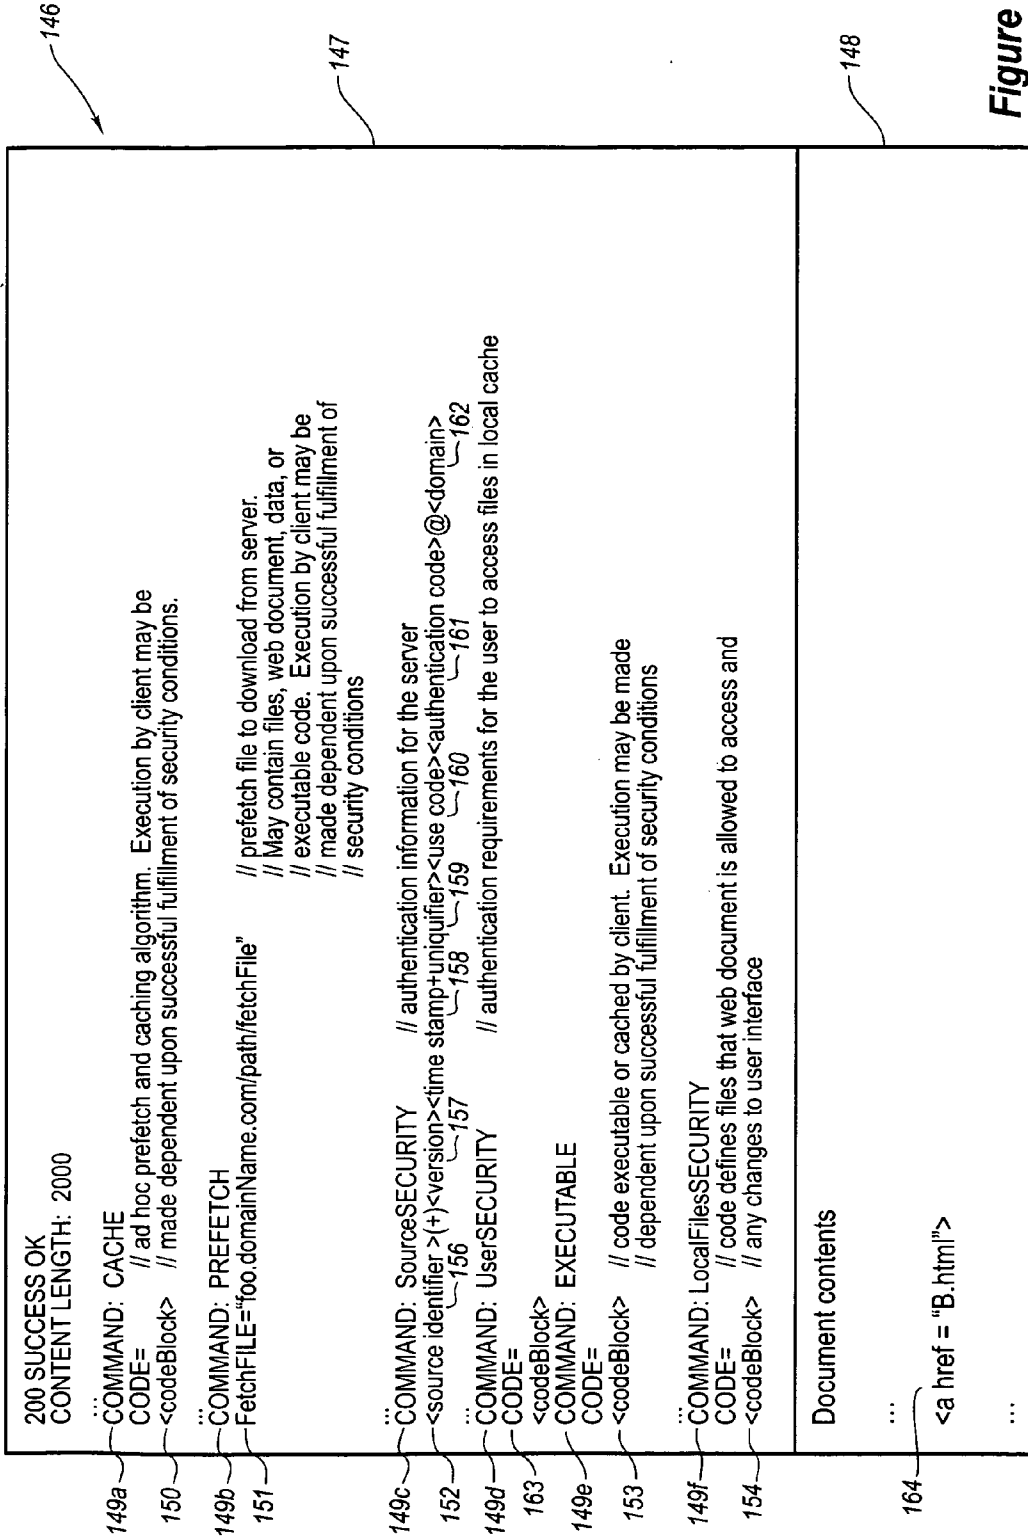 146
200 SUCCESS OK
CONTENT LENGTH: 2000
...
149a COMMAND: CACHE
CODE= // ad hoc prefetch and caching algorithm. Execution by client may be
150 <codeBlock> // made dependent upon successful fulfillment of security conditions.
...
149b COMMAND: PREFETCH
151 FetchFILE="foo.domainName.com/path/fetchFile" // prefetch file to download from server.
// May contain files, web document, data, or
// executable code. Execution by client may be
// made dependent upon successful fulfillment of
// security conditions
147
...
149c COMMAND: SourceSECURITY // authentication information for the server
152 <source identifier >(+)<version><time stamp+uniquifier><use code><authentication code>@<domain>
156 157 158 159 160 161 162
...
149d COMMAND: UserSECURITY // authentication requirements for the user to access files in local cache
CODE=
163 <codeBlock>
149e COMMAND: EXECUTABLE
CODE=
153 <codeBlock> // code executable or cached by client. Execution may be made
// dependent upon successful fulfillment of security conditions
...
149f COMMAND: LocalFilesSECURITY
CODE= // code defines files that web document is allowed to access and
154 <codeBlock> // any changes to user interface
148
Document contents
...
164 <a href = "B.html">
...
Figure